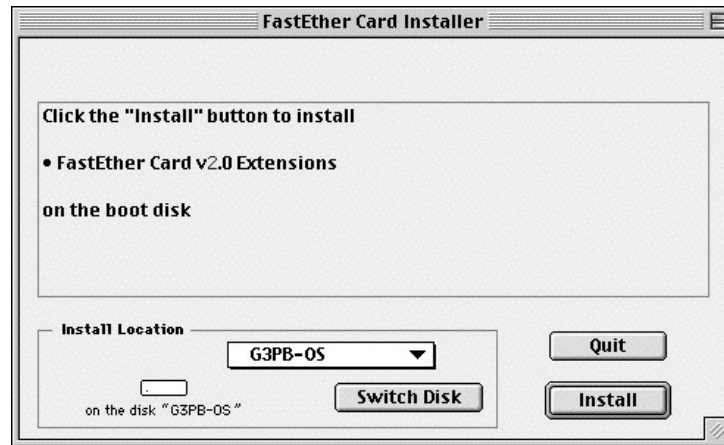 FastEther Card Installer
Click the "Install" button to install
• FastEther Card v2.0 Extensions
on the boot disk
Install Location
G3PB-OS
on the disk "G3PB-OS"
Switch Disk
Quit
Install